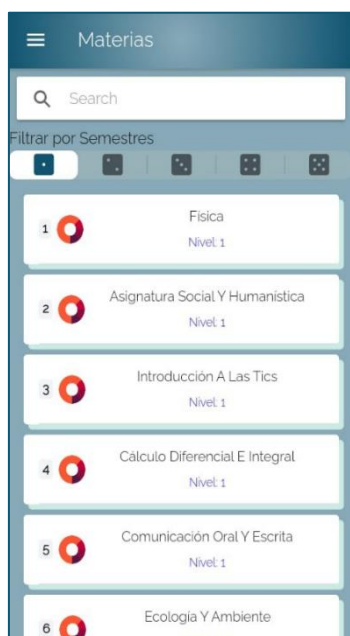 Materias
Search
Filtrar por Semestres
1
Física
Nivel: 1
2
Asignatura Social Y Humanística
Nivel: 1
3
Introducción A Las Tics
Nivel: 1
4
Cálculo Diferencial E Integral
Nivel: 1
5
Comunicación Oral Y Escrita
Nivel: 1
6
Ecología Y Ambiente